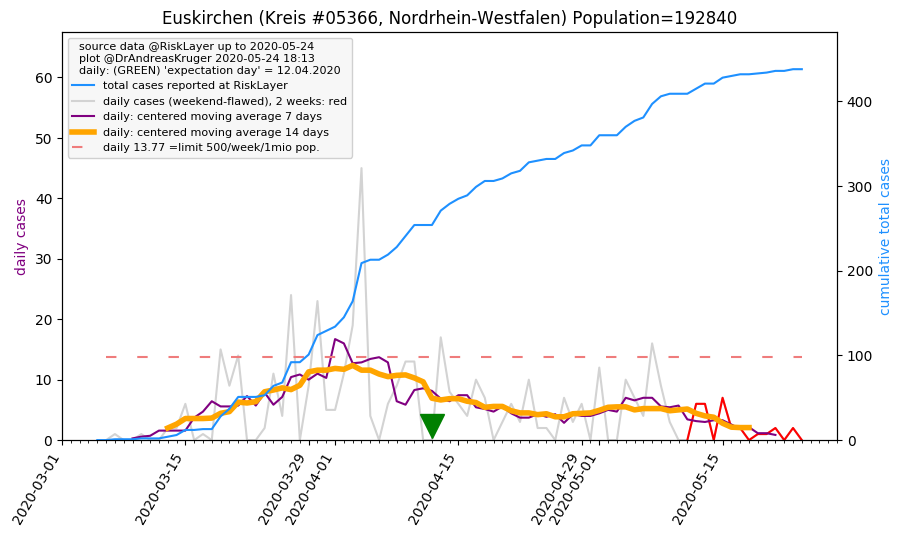 Euskirchen (Kreis #05366, Nordrhein-Westfalen) Population=192840
source data @RiskLayer up to 2020-05-24
plot @DrAndreasKruger 2020-05-24 18:13
daily: (GREEN) 'expectation day' = 12.04.2020
total cases reported at RiskLayer
daily cases (weekend-flawed), 2 weeks: red
daily: centered moving average 7 days
daily: centered moving average 14 days
daily 13.77 =limit 500/week/1mio pop.
daily cases
60
50
40
30
20
10
0
cumulative total cases
400
300
200
100
0
2020-03-01
2020-03-15
2020-03-29
2020-04-01
2020-04-15
2020-04-29
2020-05-01
2020-05-15